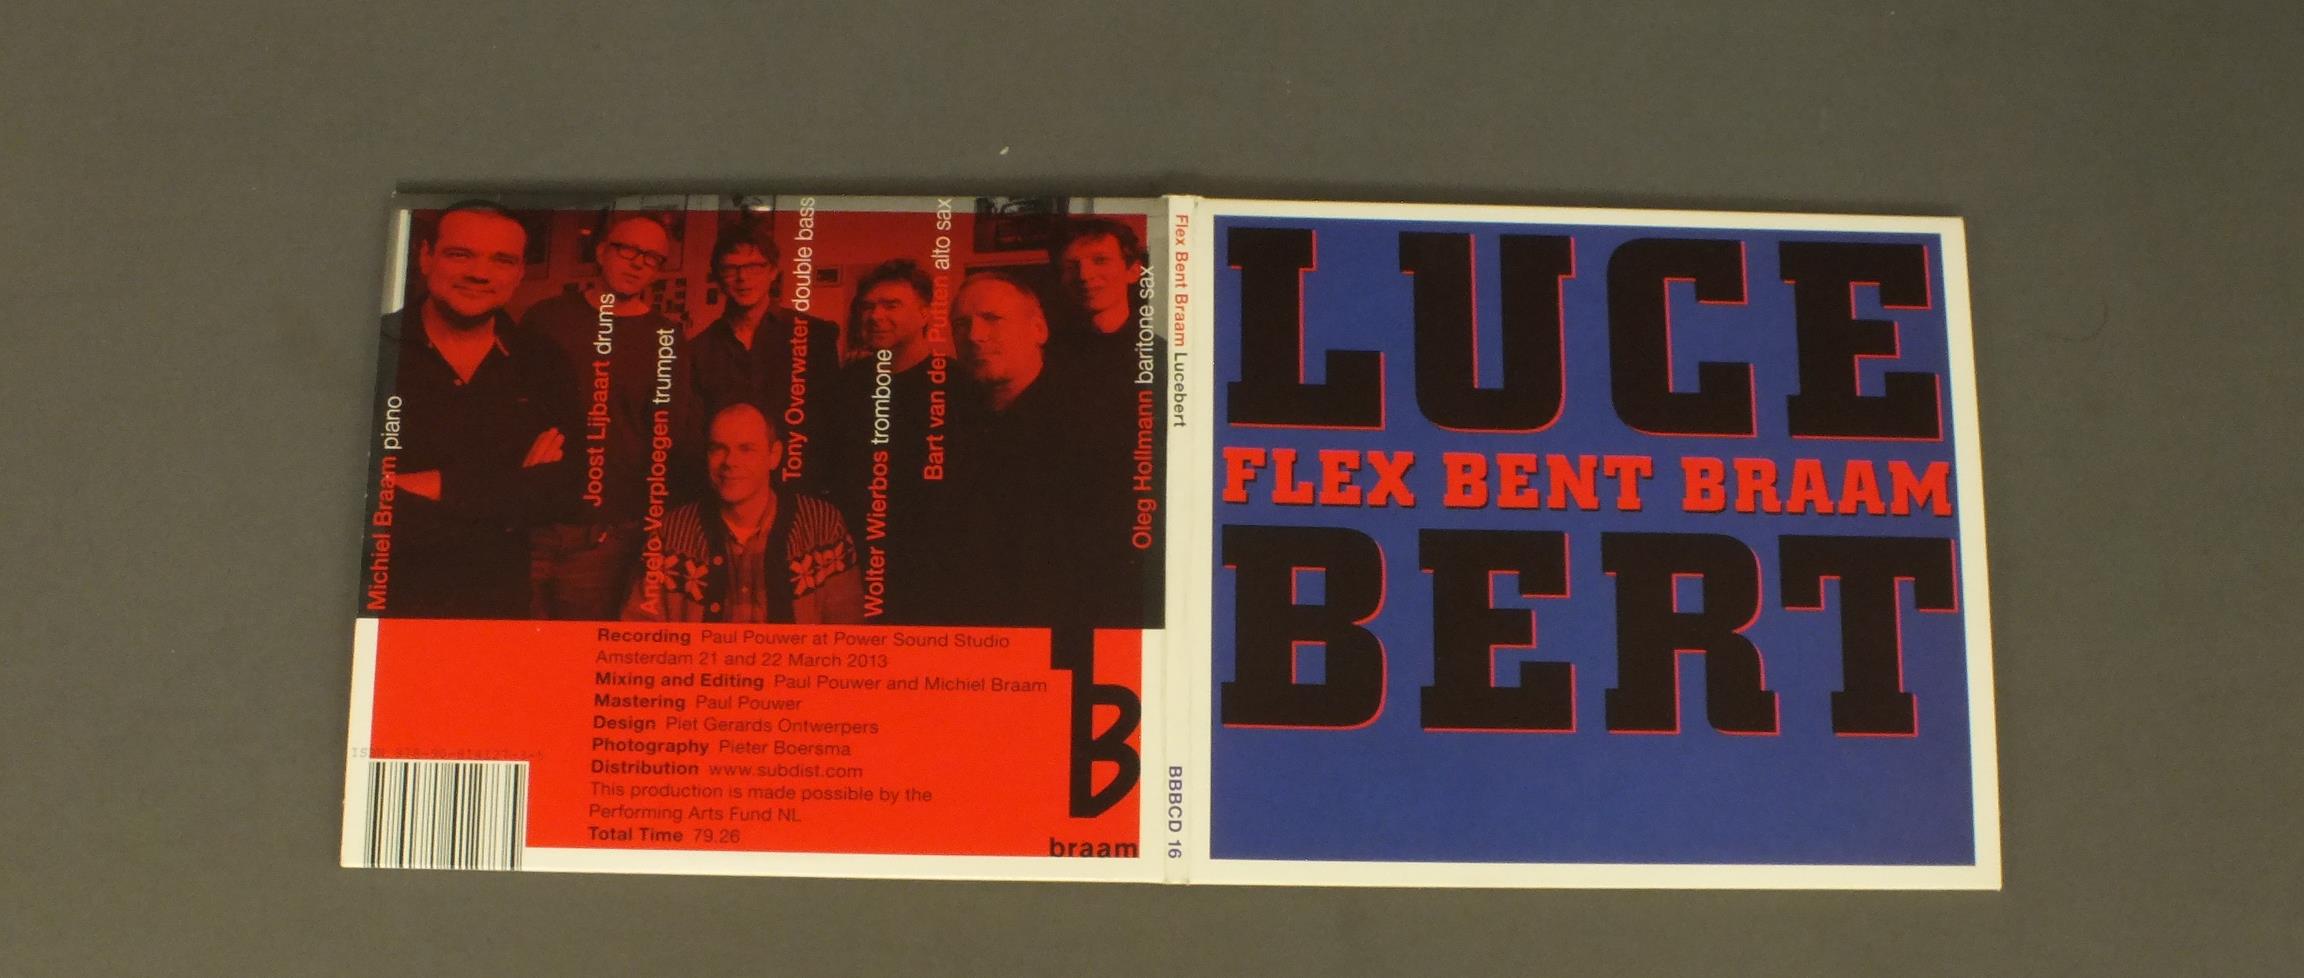 Michiel Braam piano
Joost Lijbaart drums
Angelo Verploegen trumpet
Tony Overwater double bass
Wolter Wierbos trombone
Bart van der Putten alto sax
Oleg Hollmann baritone sax
Recording Paul Pouwer at Power Sound Studio
Amsterdam 21 and 22 March 2013
Mixing and Editing Paul Pouwer and Michiel Braam
Mastering Paul Pouwer
Design Piet Gerards Ontwerpers
Photography Pieter Boersma
Distribution www.subdist.com
This production is made possible by the
Performing Arts Fund NL
Total Time 79.26
ISBN
B
braam
Flex Bent Braam Lucebert
BBBCD 16
LUCE
FLEX BENT BRAAM
BERT